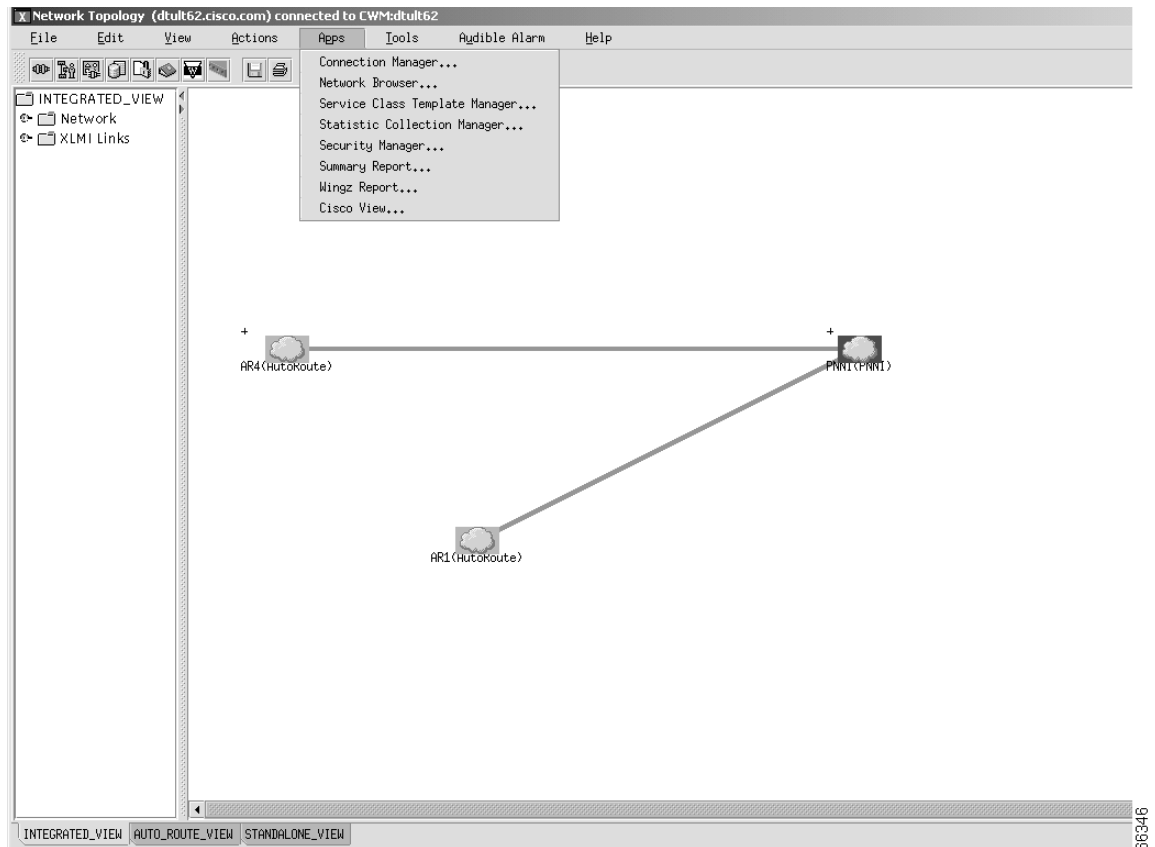 X Network Topology (dtult62.cisco.com) connected to CWM:dtult62
File Edit View Actions Apps Tools Audible Alarm Help
Connection Manager...
Network Browser...
Service Class Template Manager...
Statistic Collection Manager...
Security Manager...
Summary Report...
Wingz Report...
Cisco View...
INTEGRATED_VIEW
Network
XLMI Links
+
+
AR4(AutoRoute)
PNNI(PNNI)
AR1(AutoRoute)
INTEGRATED_VIEW AUTO_ROUTE_VIEW STANDALONE_VIEW
66346